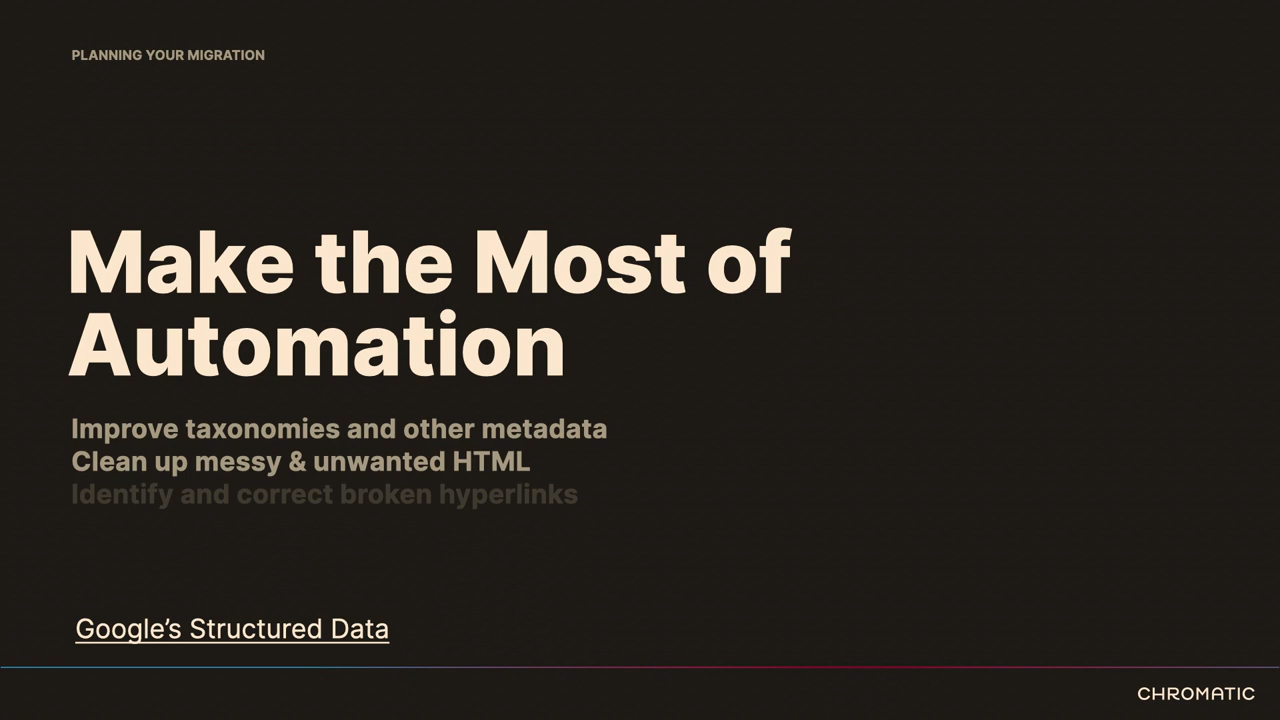 PLANNING YOUR MIGRATION
Make the Most of
Automation
Improve taxonomies and other metadata
Clean up messy & unwanted HTML
Identify and correct broken hyperlinks
Google’s Structured Data
CHROMATIC